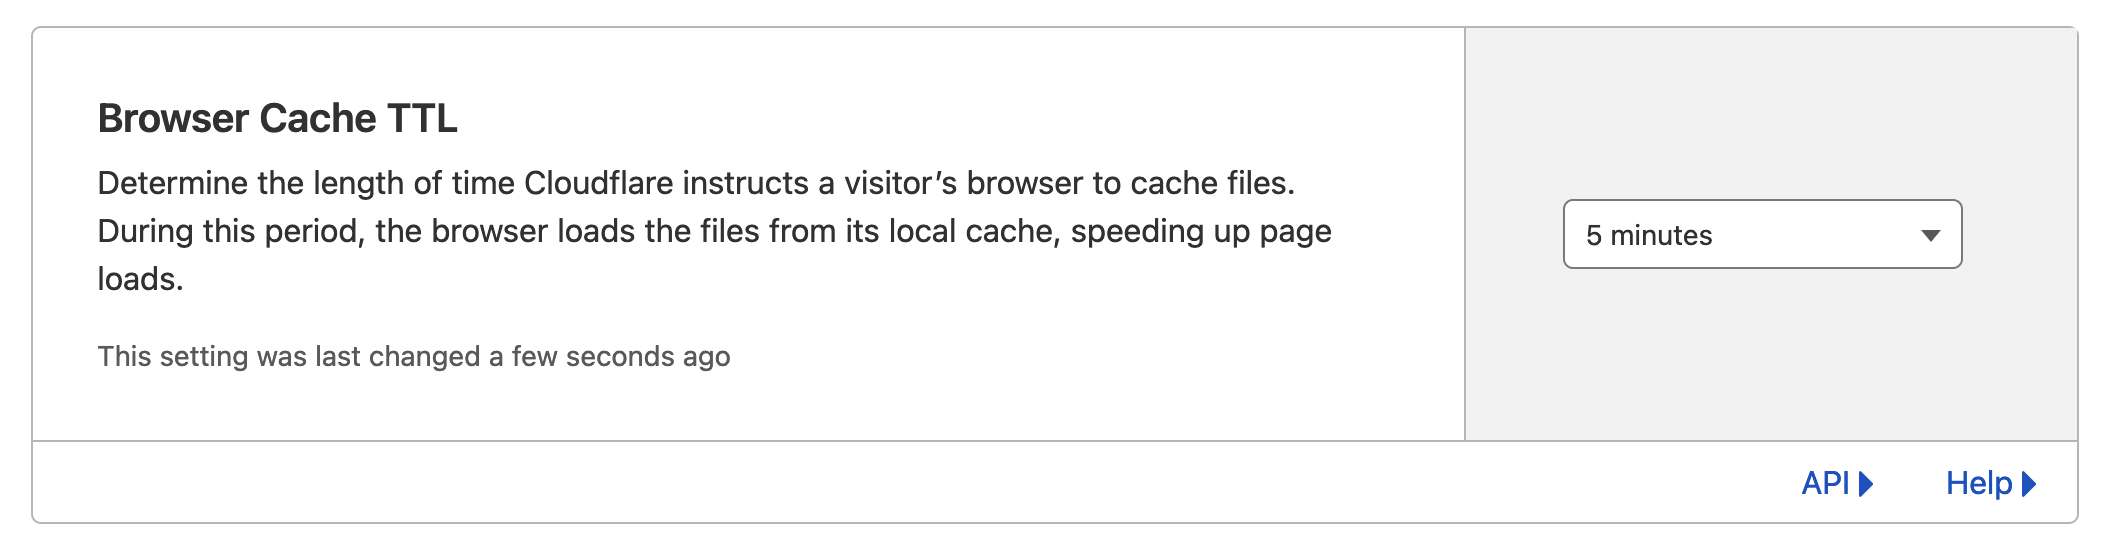 Browser Cache TTL
Determine the length of time Cloudflare instructs a visitor’s browser to cache files.
During this period, the browser loads the files from its local cache, speeding up page
loads.
This setting was last changed a few seconds ago
5 minutes
API
Help